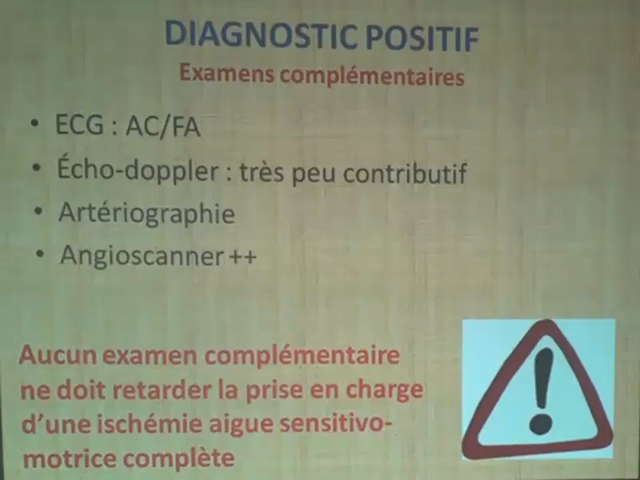 DIAGNOSTIC POSITIF
Examens complémentaires
• ECG : AC/FA
• Écho-doppler : très peu contributif
• Artériographie
• Angioscanner ++
Aucun examen complémentaire
ne doit retarder la prise en charge
d'une ischémie aigue sensitivo-
motrice complète